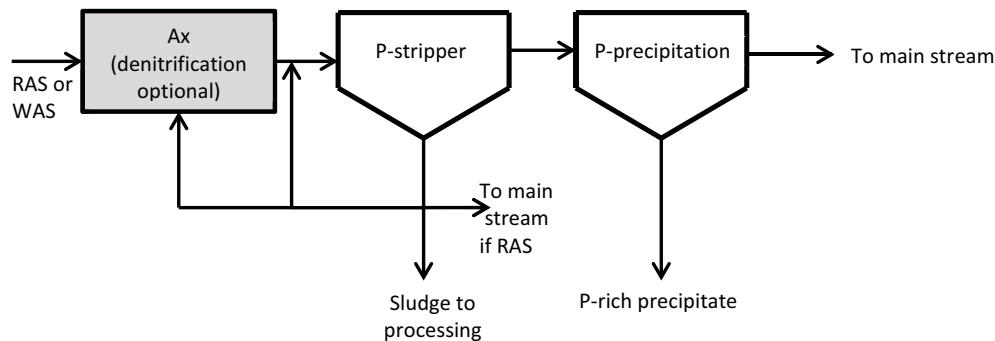 Ax
(denitrification
optional)
RAS or
WAS
P-stripper
P-precipitation
To main stream
To main
stream
if RAS
Sludge to
processing
P-rich precipitate